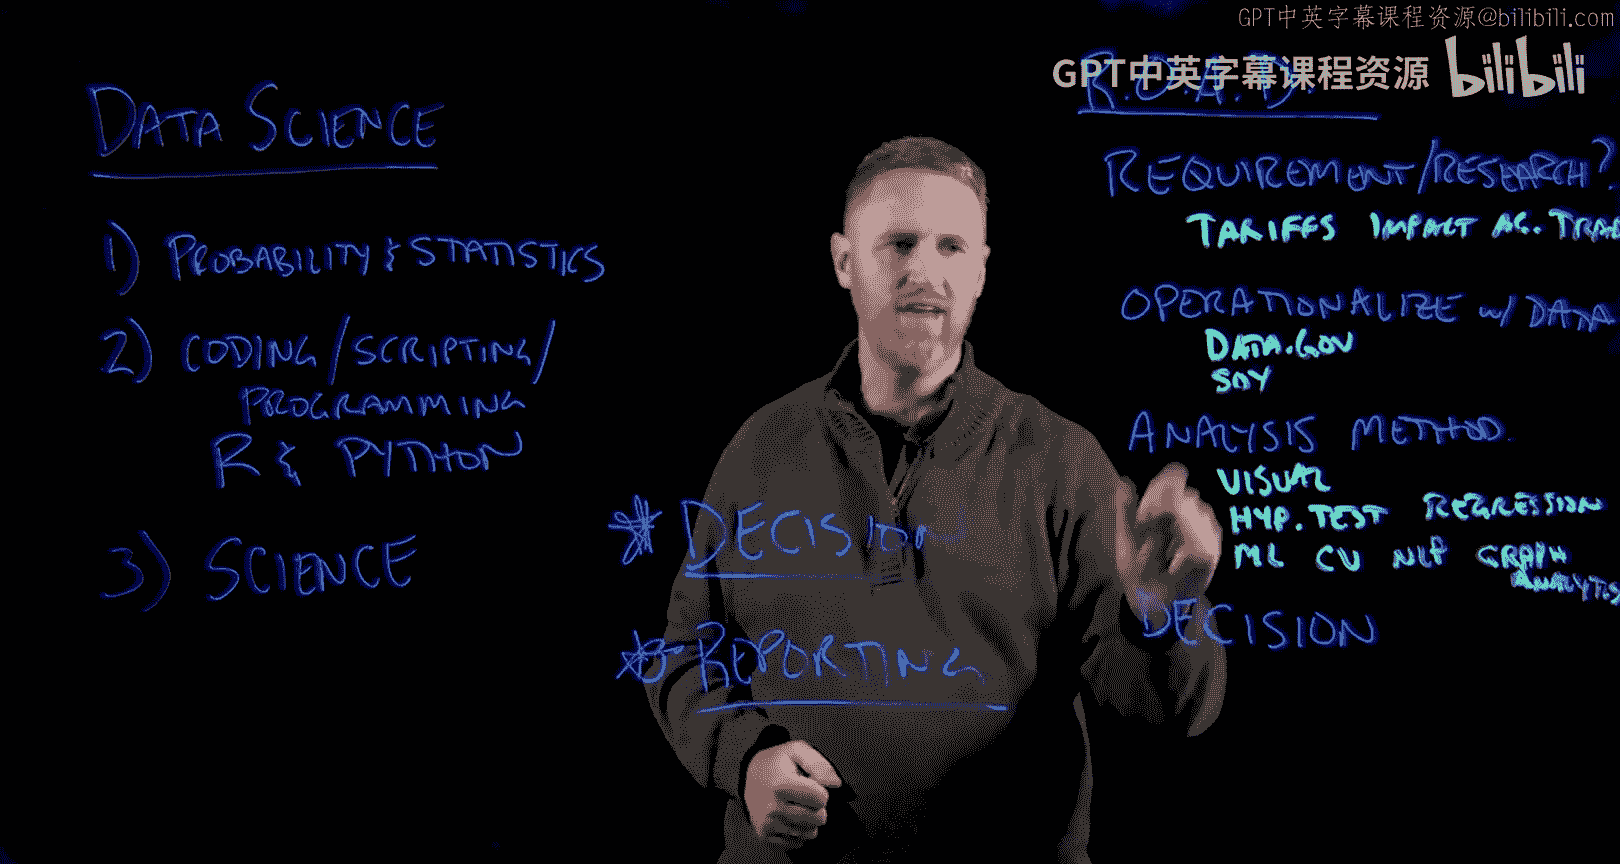 GPT中英字幕课程资源@bilibili.com
GPT中英字幕课程资源 bilibili
DATA SCIENCE
1) PROBABILITY & STATISTICS
2) CODING/SCRIPTING/
PROGRAMMING
R & PYTHON
3) SCIENCE
* DECISION
* REPORTING
R.O.A.D.
REQUIREMENT/RESEARCH?
TARIFFS IMPACT AG. TRAD
OPERATIONALIZE w/ DATA
DATA.GOV
SOY
ANALYSIS METHOD
VISUAL
HYP. TEST REGRESSION
ML CV NLP GRAPH
ANALYTICS
DECISION